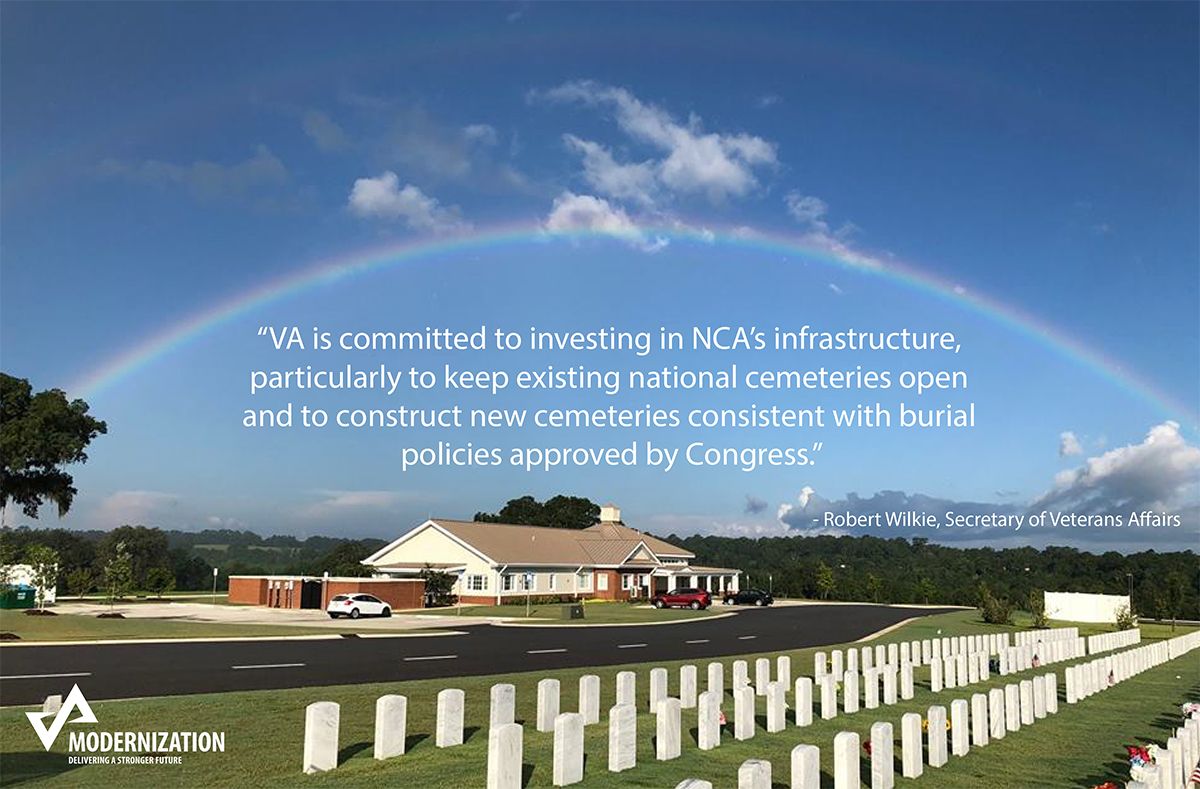 “VA is committed to investing in NCA’s infrastructure,
particularly to keep existing national cemeteries open
and to construct new cemeteries consistent with burial
policies approved by Congress.”
- Robert Wilkie, Secretary of Veterans Affairs
MODERNIZATION
DELIVERING A STRONGER FUTURE